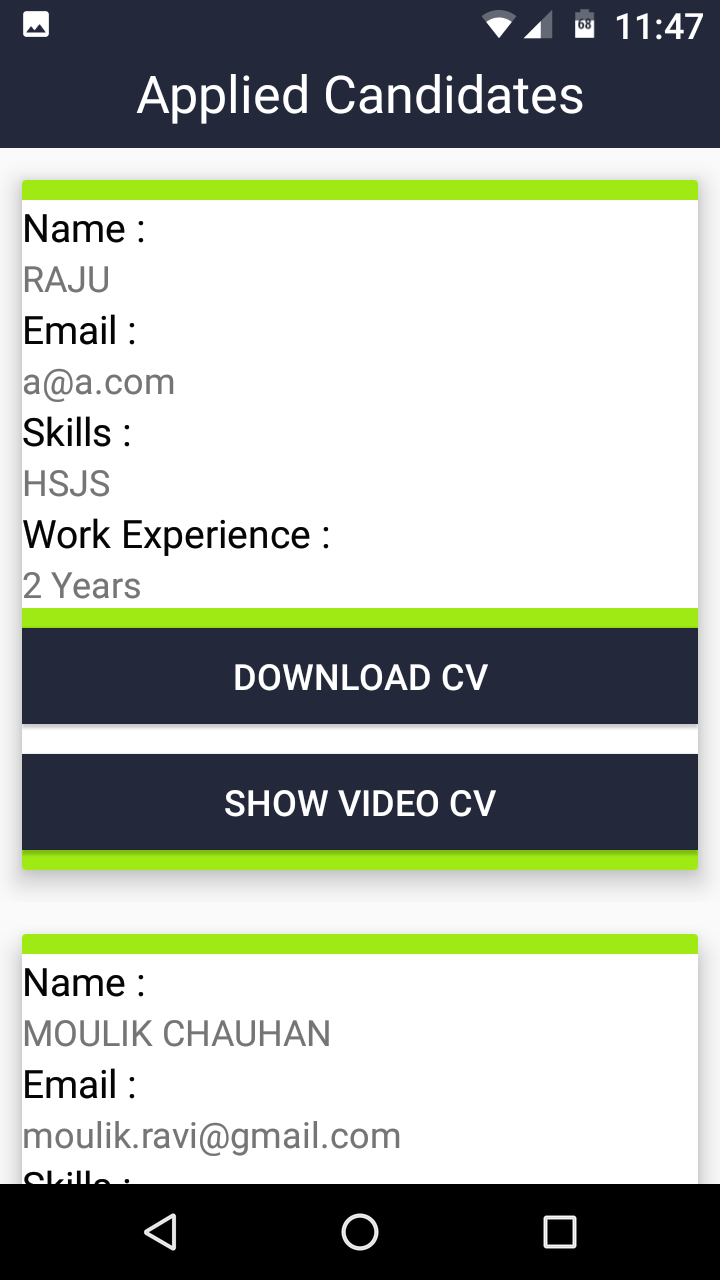 68 11:47
Applied Candidates
Name :
RAJU
Email :
a@a.com
Skills :
HSJS
Work Experience :
2 Years
DOWNLOAD CV
SHOW VIDEO CV
Name :
MOULIK CHAUHAN
Email :
moulik.ravi@gmail.com
Skills :